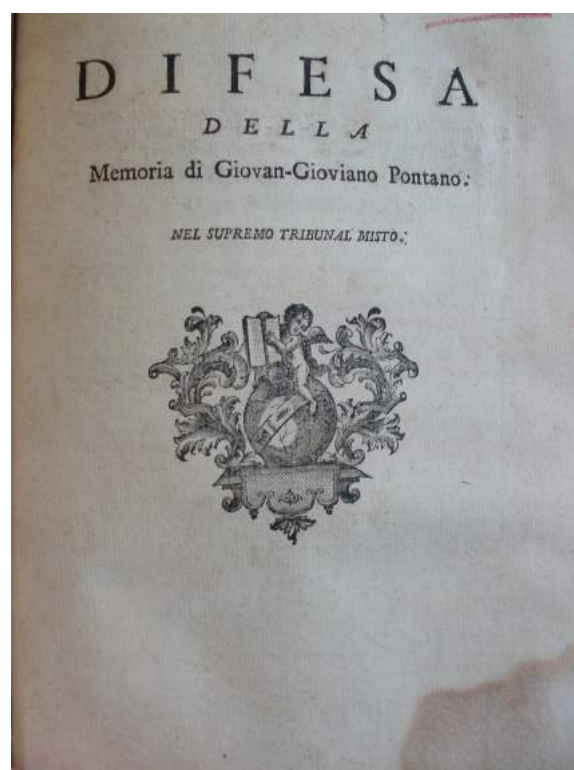 DIFESA
DELLA
Memoria di Giovan-Gioviano Pontano.
NEL SUPREMO TRIBUNAL MISTO.